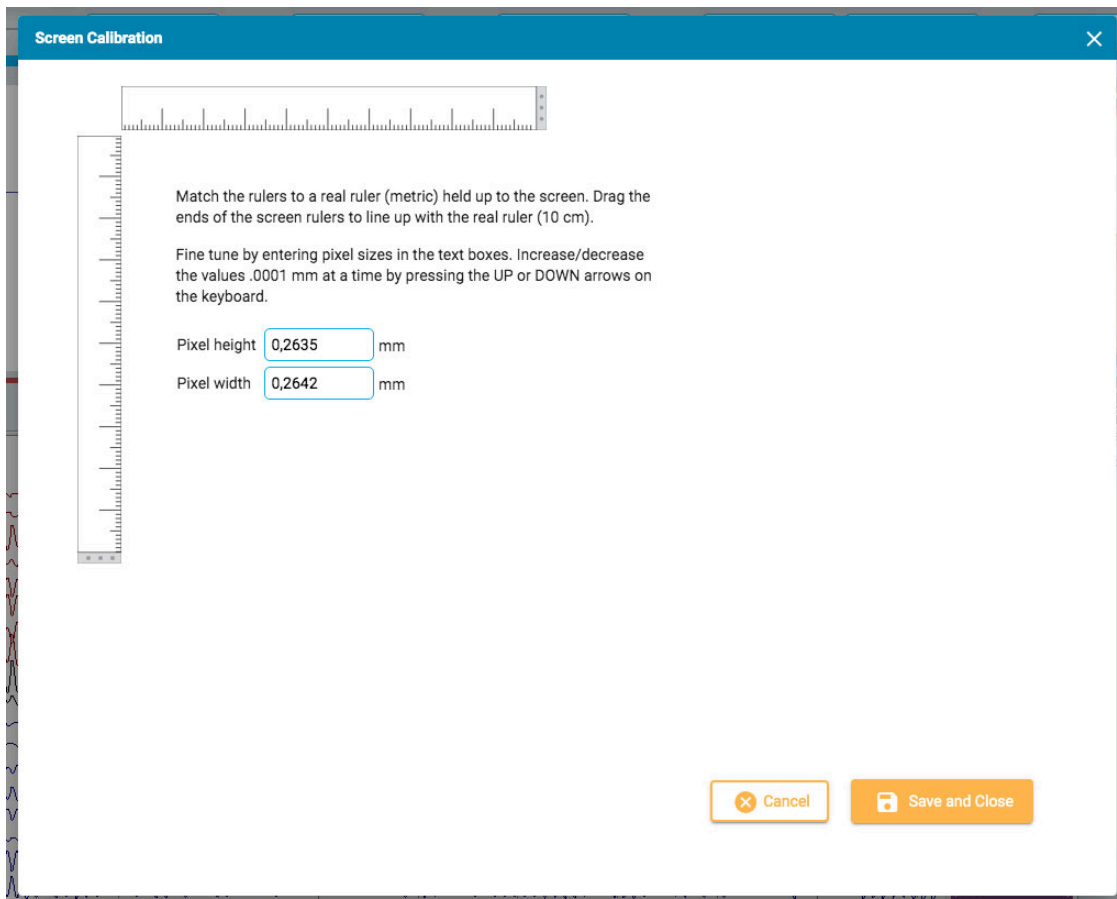 Screen Calibration
Match the rulers to a real ruler (metric) held up to the screen. Drag the
ends of the screen rulers to line up with the real ruler (10 cm).
Fine tune by entering pixel sizes in the text boxes. Increase/decrease
the values .0001 mm at a time by pressing the UP or DOWN arrows on
the keyboard.
Pixel height 0,2635 mm
Pixel width 0,2642 mm
Cancel Save and Close